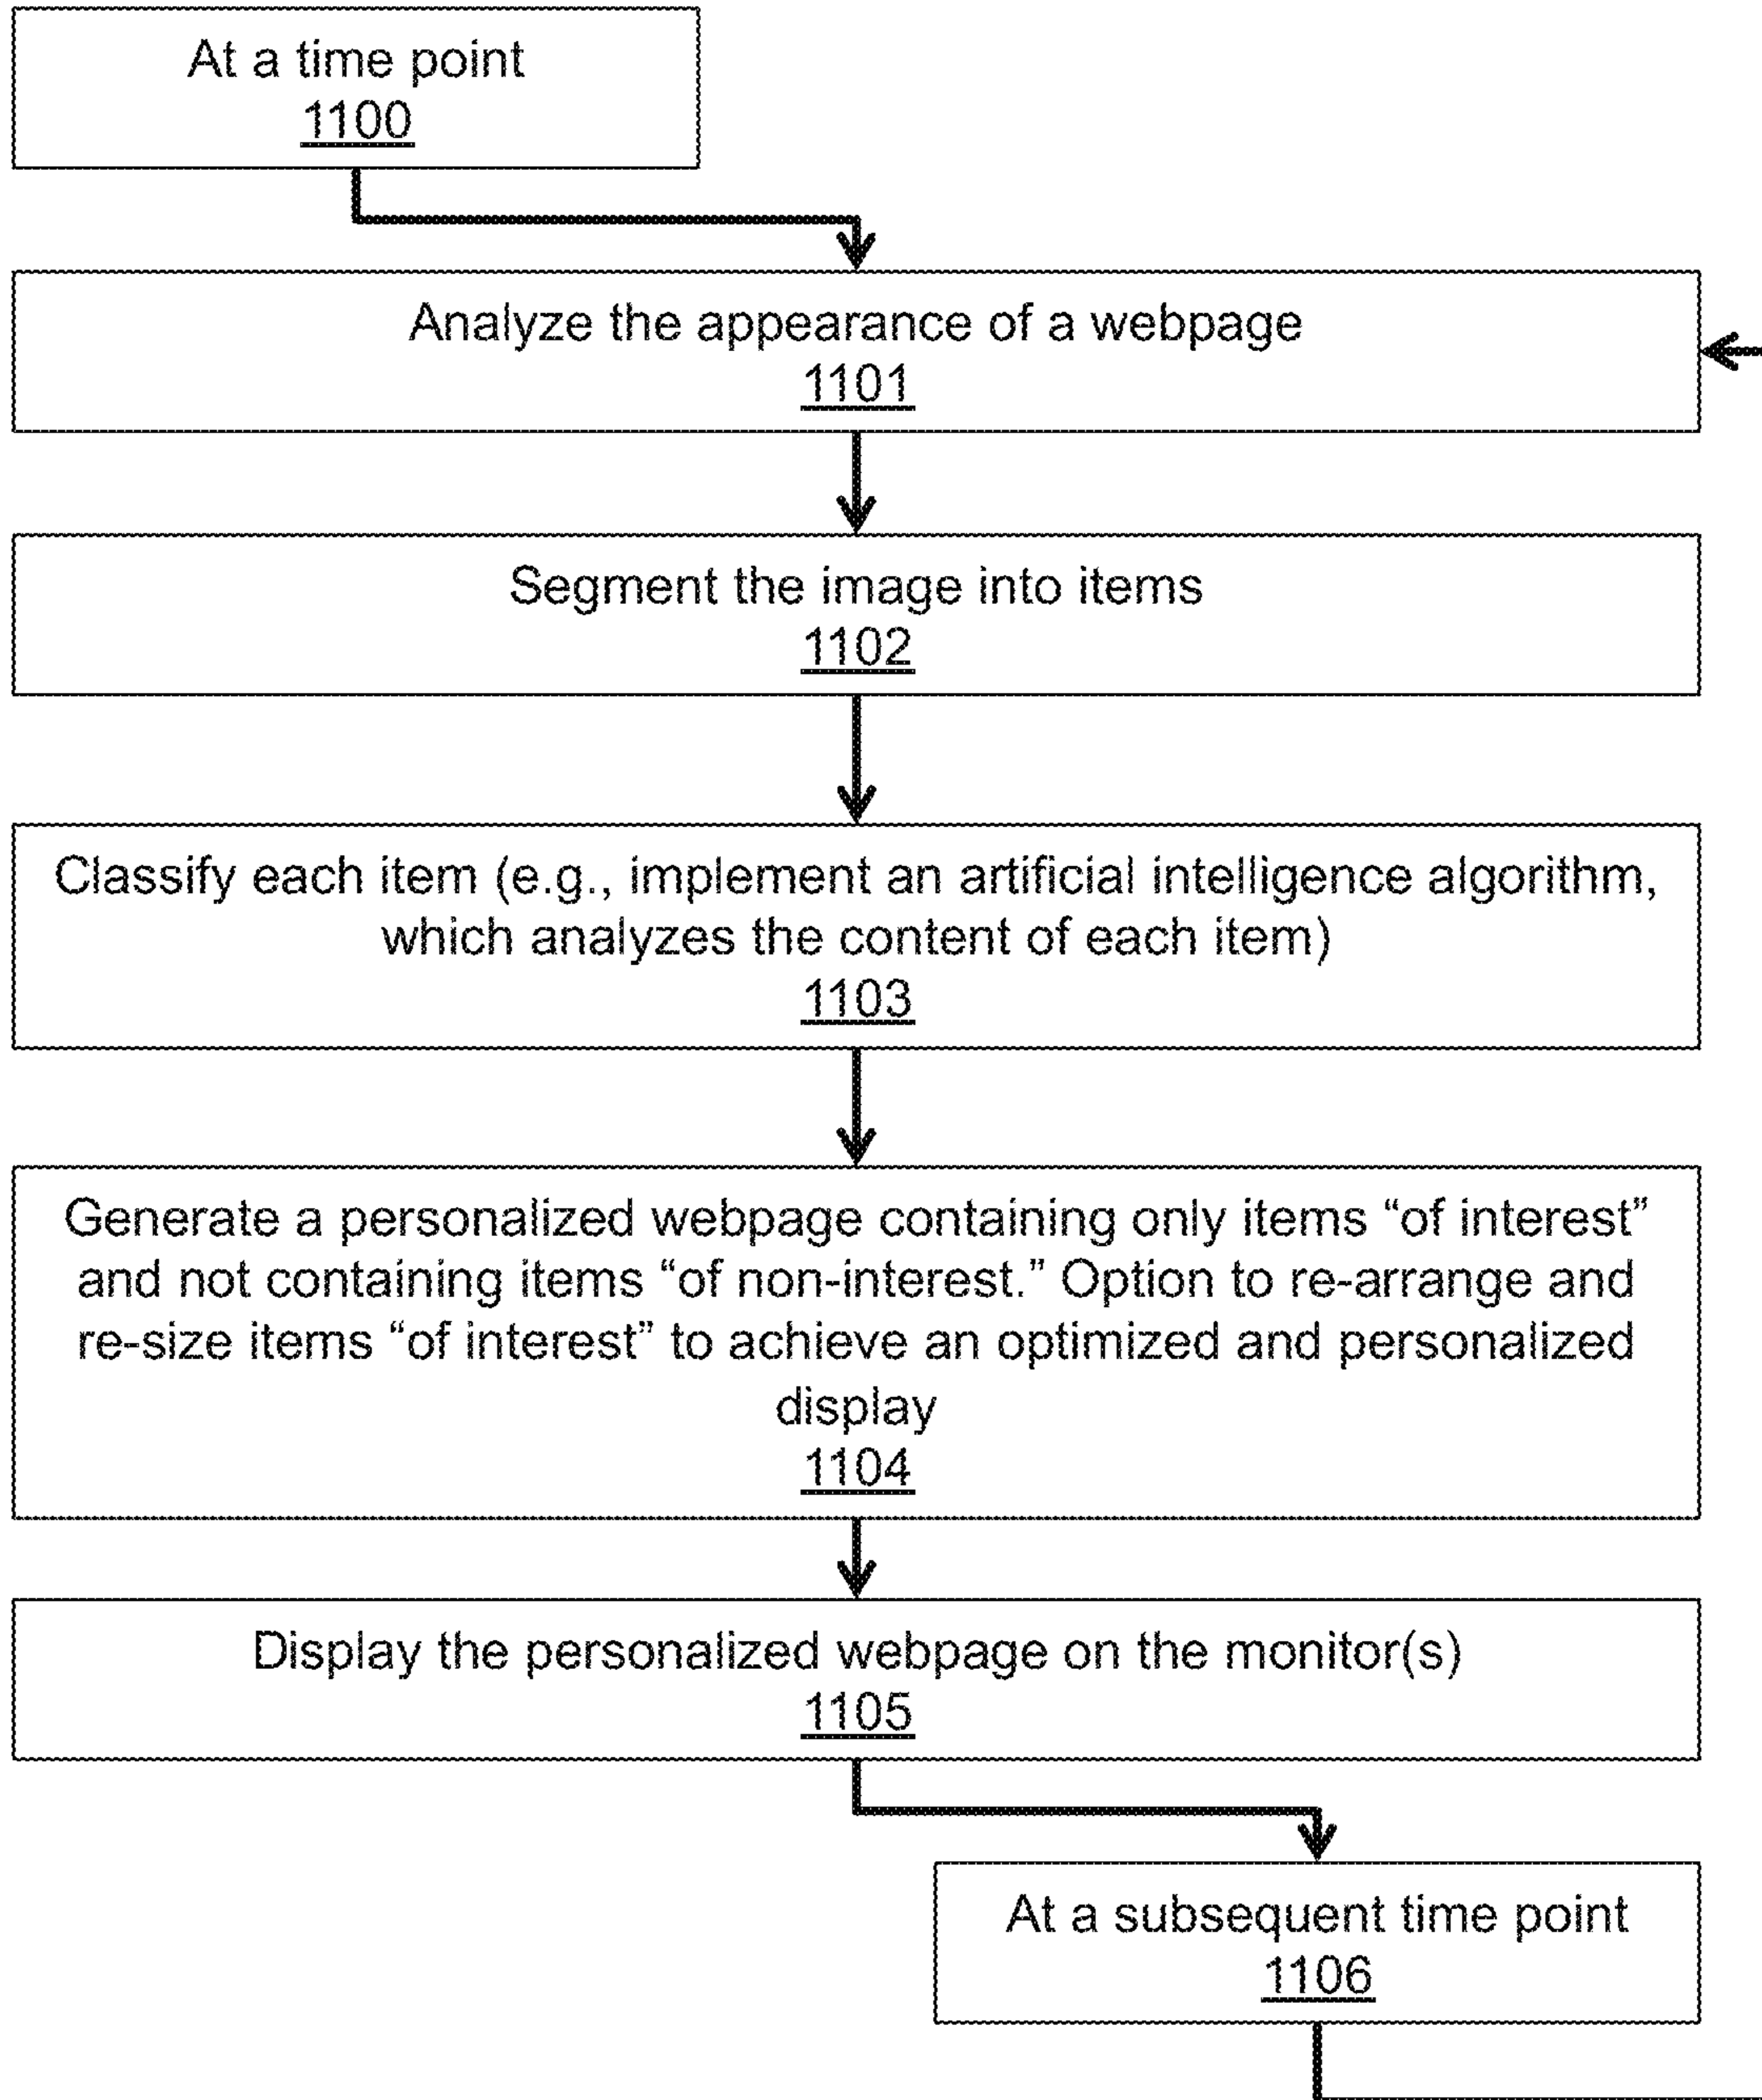 At a time point
1100
Analyze the appearance of a webpage
1101
Segment the image into items
1102
Classify each item (e.g., implement an artificial intelligence algorithm,
which analyzes the content of each item)
1103
Generate a personalized webpage containing only items “of interest”
and not containing items “of non-interest.” Option to re-arrange and
re-size items “of interest” to achieve an optimized and personalized
display
1104
Display the personalized webpage on the monitor(s)
1105
At a subsequent time point
1106